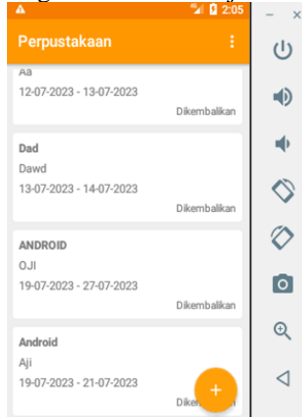 2:05
Perpustakaan
Aa
12-07-2023 - 13-07-2023
Dikembalikan
Dad
Dawd
13-07-2023 - 14-07-2023
Dikembalikan
ANDROID
OJI
19-07-2023 - 27-07-2023
Dikembalikan
Android
Aji
19-07-2023 - 21-07-2023